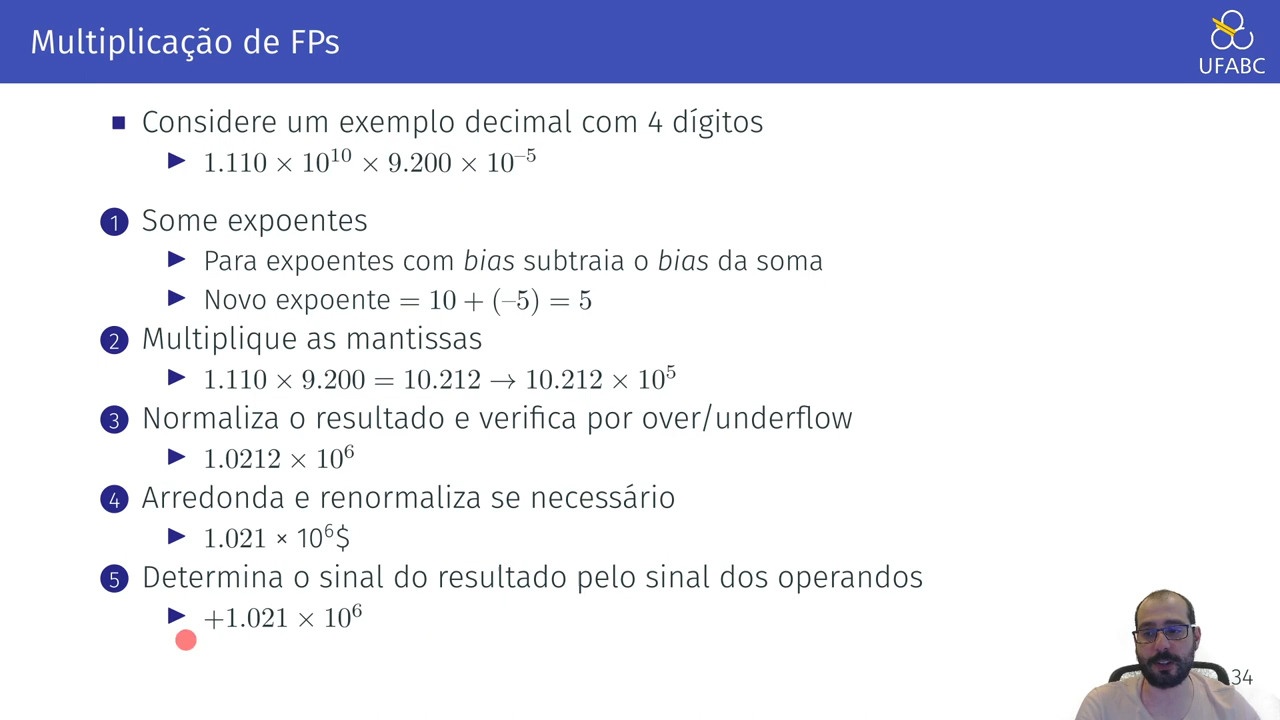 Multiplicação de FPs
UFABC
Considere um exemplo decimal com 4 dígitos
1.110 × 10¹⁰ × 9.200 × 10⁻⁵
1 Some expoentes
Para expoentes com bias subtraia o bias da soma
Novo expoente = 10 + (–5) = 5
2 Multiplique as mantissas
1.110 × 9.200 = 10.212 → 10.212 × 10⁵
3 Normaliza o resultado e verifica por over/underflow
1.0212 × 10⁶
4 Arredonda e renormaliza se necessário
1.021 × 10⁶$
5 Determina o sinal do resultado pelo sinal dos operandos
+1.021 × 10⁶
34